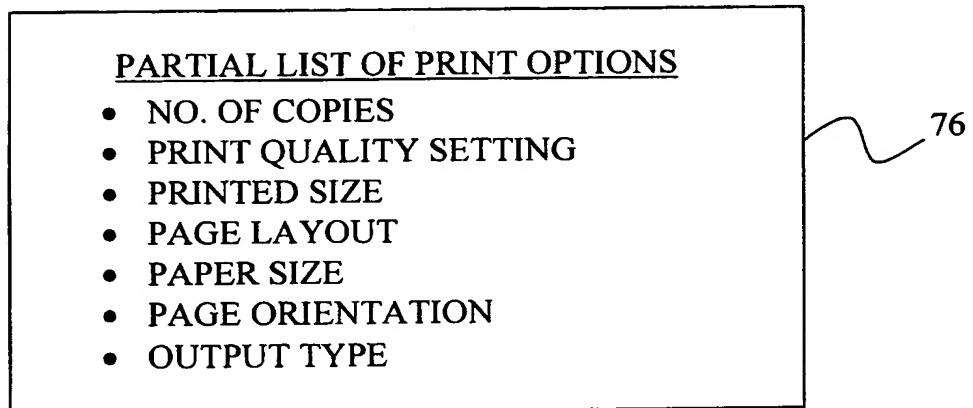 PARTIAL LIST OF PRINT OPTIONS
• NO. OF COPIES
• PRINT QUALITY SETTING
• PRINTED SIZE
• PAGE LAYOUT
• PAPER SIZE
• PAGE ORIENTATION
• OUTPUT TYPE
76